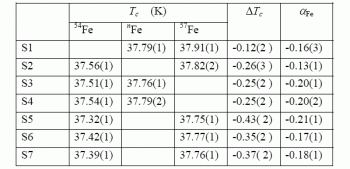 T_c (K) ΔT_c α_Fe
⁵⁴Fe ⁿFe ⁵⁷Fe
S1 37.79(1) 37.91(1) -0.12(2 ) -0.16(3)
S2 37.56(1) 37.82(2) -0.26(3 ) -0.13(1)
S3 37.51(1) 37.76(1) -0.25(2 ) -0.20(1)
S4 37.54(1) 37.79(2) -0.25(2 ) -0.20(2)
S5 37.32(1) 37.75(1) -0.43( 2) -0.21(1)
S6 37.42(1) 37.77(1) -0.35(2 ) -0.17(1)
S7 37.39(1) 37.76(1) -0.37( 2) -0.18(1)